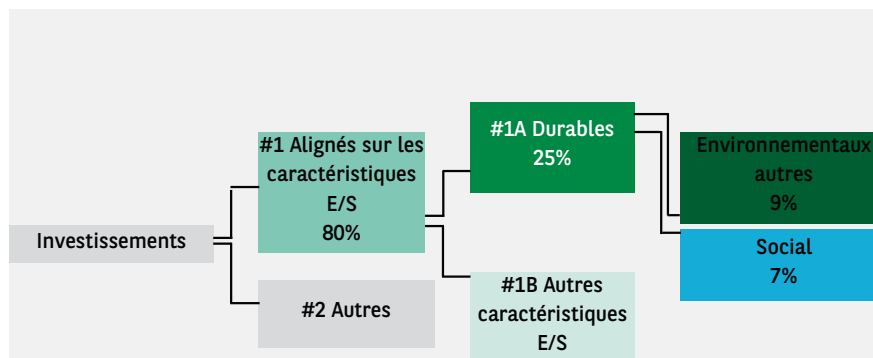 Investissements
#1 Alignés sur les
caractéristiques
E/S
80%
#2 Autres
#1A Durables
25%
#1B Autres
caractéristiques
E/S
Environnementaux
autres
9%
Social
7%